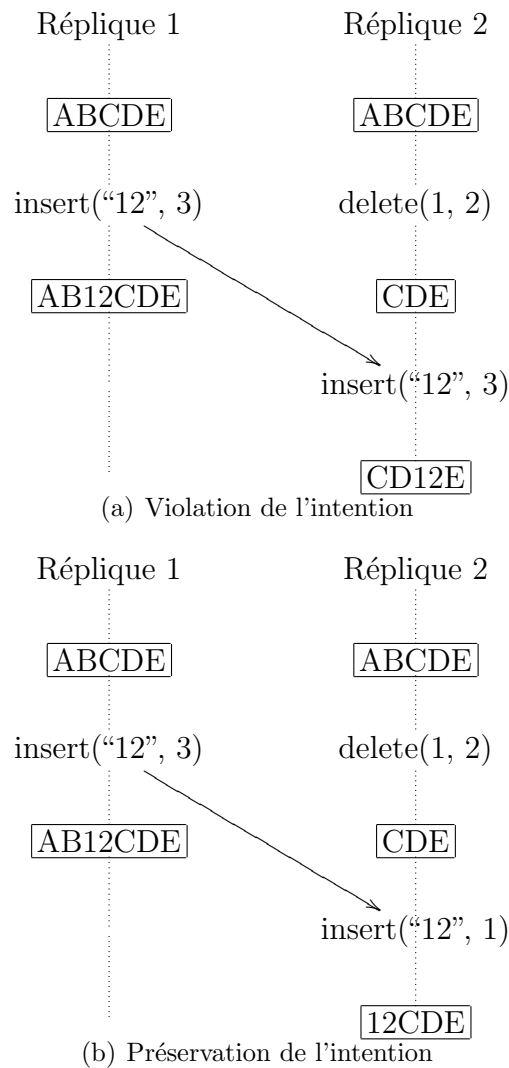 Réplique 1 Réplique 2
ABCDE ABCDE
insert(“12”, 3) delete(1, 2)
AB12CDE CDE
insert(“12”, 3)
CD12E
(a) Violation de l'intention
Réplique 1 Réplique 2
ABCDE ABCDE
insert(“12”, 3) delete(1, 2)
AB12CDE CDE
insert(“12”, 1)
12CDE
(b) Préservation de l'intention